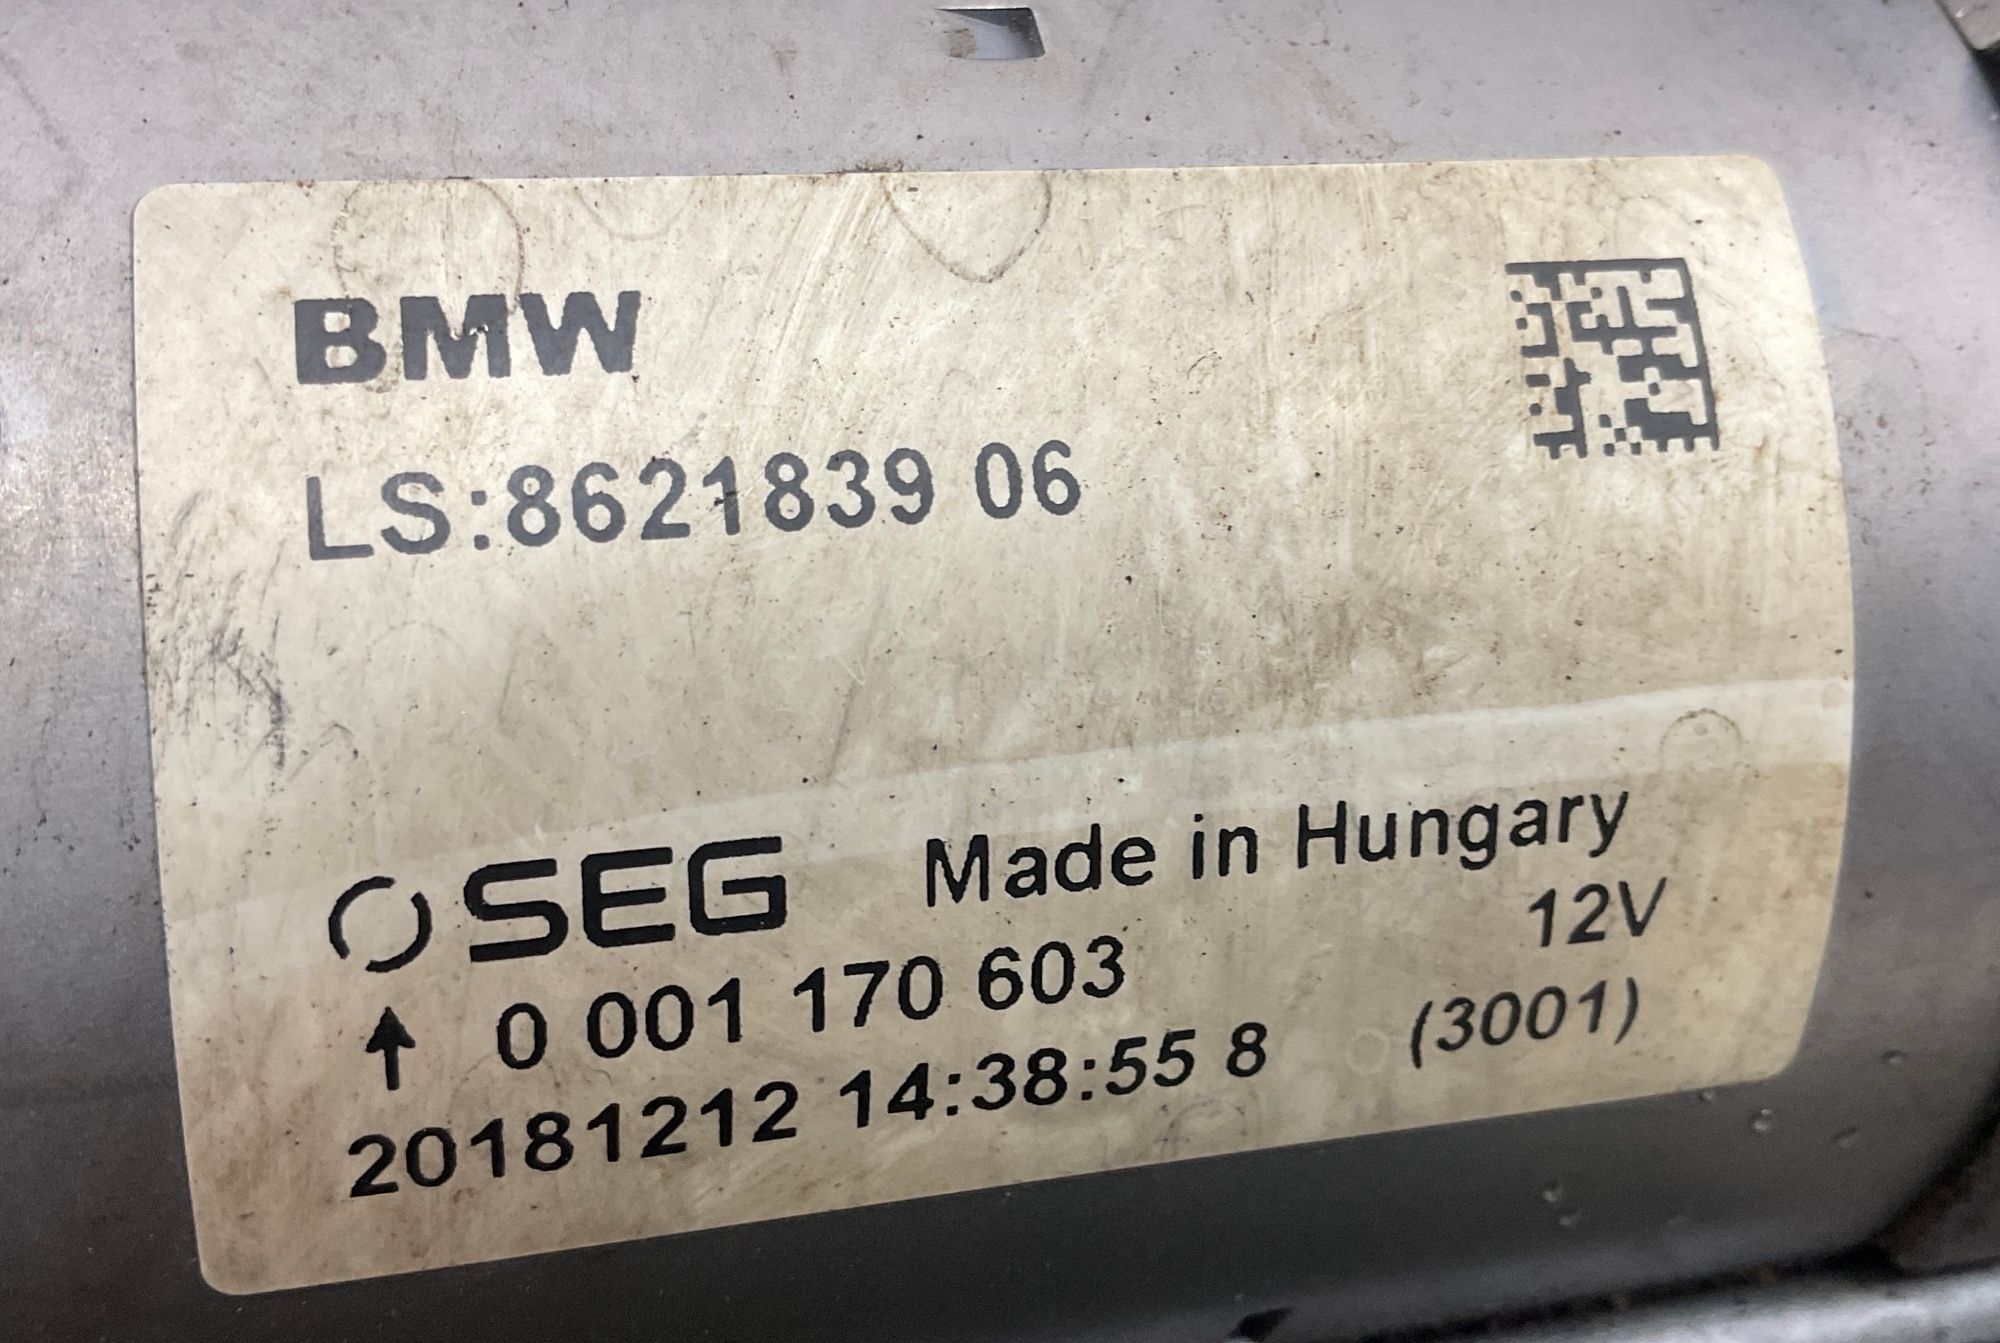 BMW
LS:8621839 06
SEG Made in Hungary
↑ 0 001 170 603 12V
20181212 14:38:55 8 (3001)